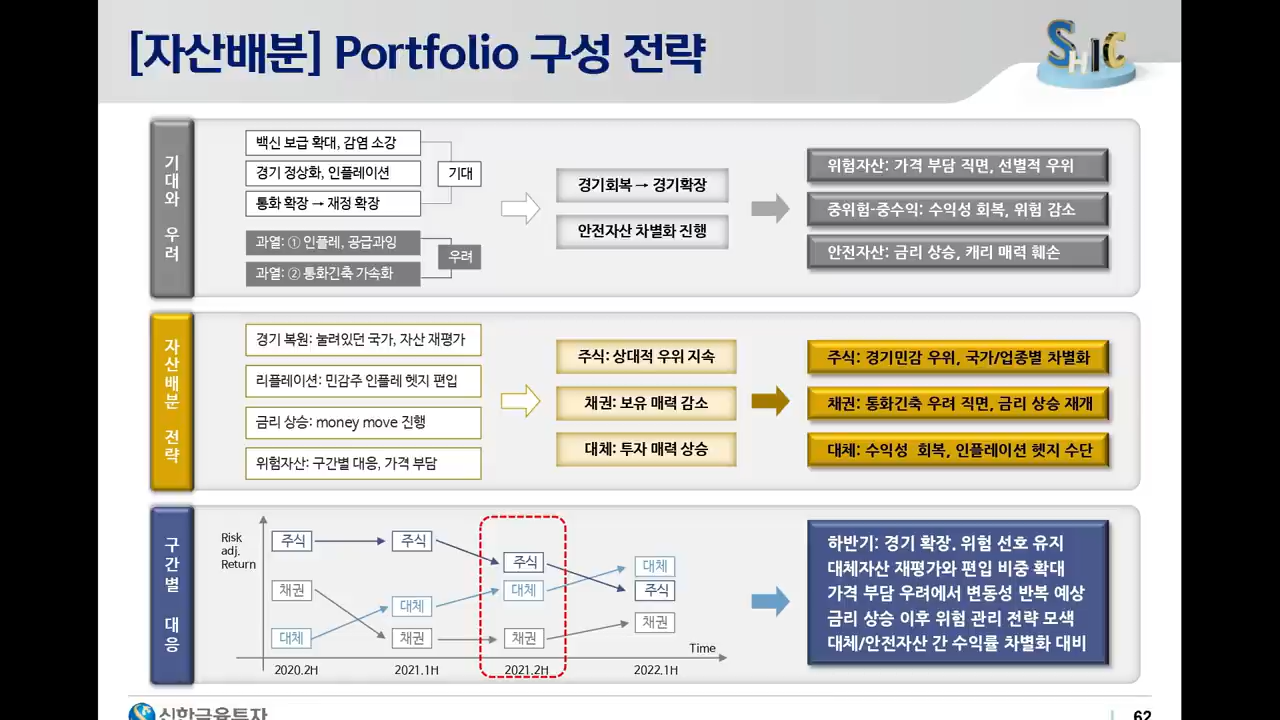 [자산배분] Portfolio 구성 전략
SHIC
기대와 우려
백신 보급 확대, 감염 소강
경기 정상화, 인플레이션
통화 확장 → 재정 확장
기대
과열: ① 인플레, 공급과잉
과열: ② 통화긴축 가속화
우려
경기회복 → 경기확장
안전자산 차별화 진행
위험자산: 가격 부담 직면, 선별적 우위
중위험-중수익: 수익성 회복, 위험 감소
안전자산: 금리 상승, 캐리 매력 훼손
자산배분 전략
경기 복원: 눌려있던 국가, 자산 재평가
리플레이션: 민감주 인플레 헷지 편입
금리 상승: money move 진행
위험자산: 구간별 대응, 가격 부담
주식: 상대적 우위 지속
채권: 보유 매력 감소
대체: 투자 매력 상승
주식: 경기민감 우위, 국가/업종별 차별화
채권: 통화긴축 우려 직면, 금리 상승 재개
대체: 수익성 회복, 인플레이션 헷지 수단
구간별 대응
Risk
adj.
Return
주식
채권
대체
주식
대체
채권
주식
대체
채권
대체
주식
채권
Time
2020.2H
2021.1H
2021.2H
2022.1H
하반기: 경기 확장, 위험 선호 유지
대체자산 재평가와 편입 비중 확대
가격 부담 우려에서 변동성 반복 예상
금리 상승 이후 위험 관리 전략 모색
대체/안전자산 간 수익률 차별화 대비
신한금융투자
62